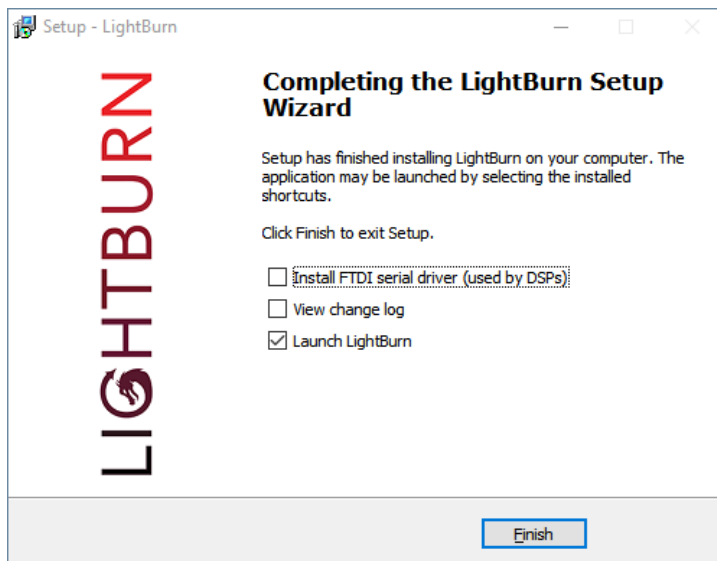 Setup - LightBurn
LIGHTBURN
Completing the LightBurn Setup
Wizard
Setup has finished installing LightBurn on your computer. The
application may be launched by selecting the installed
shortcuts.
Click Finish to exit Setup.
Install FTDI serial driver (used by DSPs)
View change log
Launch LightBurn
Finish